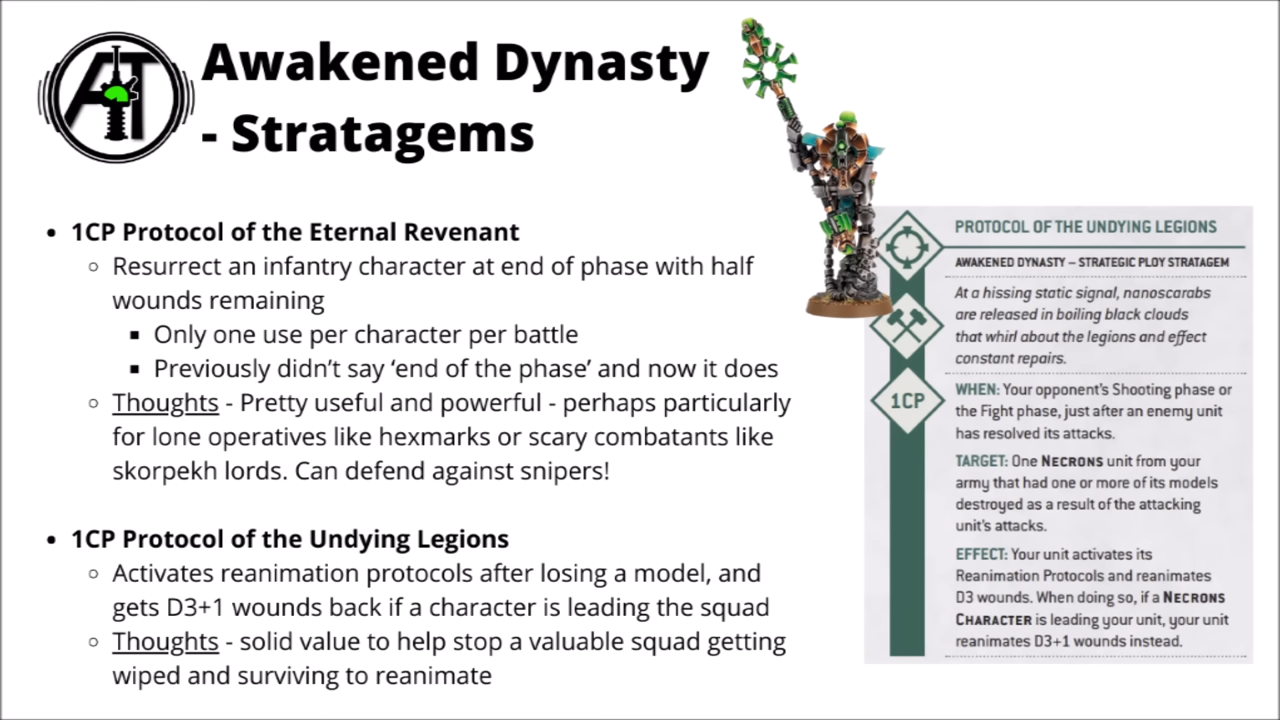 AT
Awakened Dynasty
- Stratagems
• 1CP Protocol of the Eternal Revenant
○ Resurrect an infantry character at end of phase with half
wounds remaining
▪ Only one use per character per battle
▪ Previously didn't say 'end of the phase' and now it does
○ Thoughts - Pretty useful and powerful - perhaps particularly
for lone operatives like hexmarks or scary combatants like
skorpekh lords. Can defend against snipers!
• 1CP Protocol of the Undying Legions
○ Activates reanimation protocols after losing a model, and
gets D3+1 wounds back if a character is leading the squad
○ Thoughts - solid value to help stop a valuable squad getting
wiped and surviving to reanimate
PROTOCOL OF THE UNDYING LEGIONS
AWAKENED DYNASTY – STRATEGIC PLOY STRATAGEM
At a hissing static signal, nanoscarabs
are released in boiling black clouds
that whirl about the legions and effect
constant repairs.
1CP
WHEN: Your opponent's Shooting phase or
the Fight phase, just after an enemy unit
has resolved its attacks.
TARGET: One NECRONS unit from your
army that had one or more of its models
destroyed as a result of the attacking
unit's attacks.
EFFECT: Your unit activates its
Reanimation Protocols and reanimates
D3 wounds. When doing so, if a NECRONS
CHARACTER is leading your unit, your unit
reanimates D3+1 wounds instead.